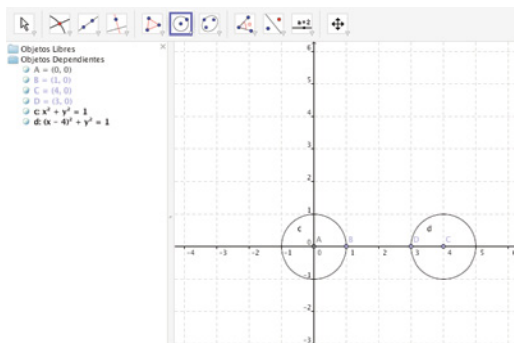 a=2
Objetos Libres
Objetos Dependientes
A = (0, 0)
B = (1, 0)
C = (4, 0)
D = (3, 0)
c: x² + y² = 1
d: (x – 4)² + y² = 1
6
5
4
3
2
1
0
-1
-2
-3
-4 -3 -2 -1 0 1 2 3 4 5
c
A
B
d
D
C